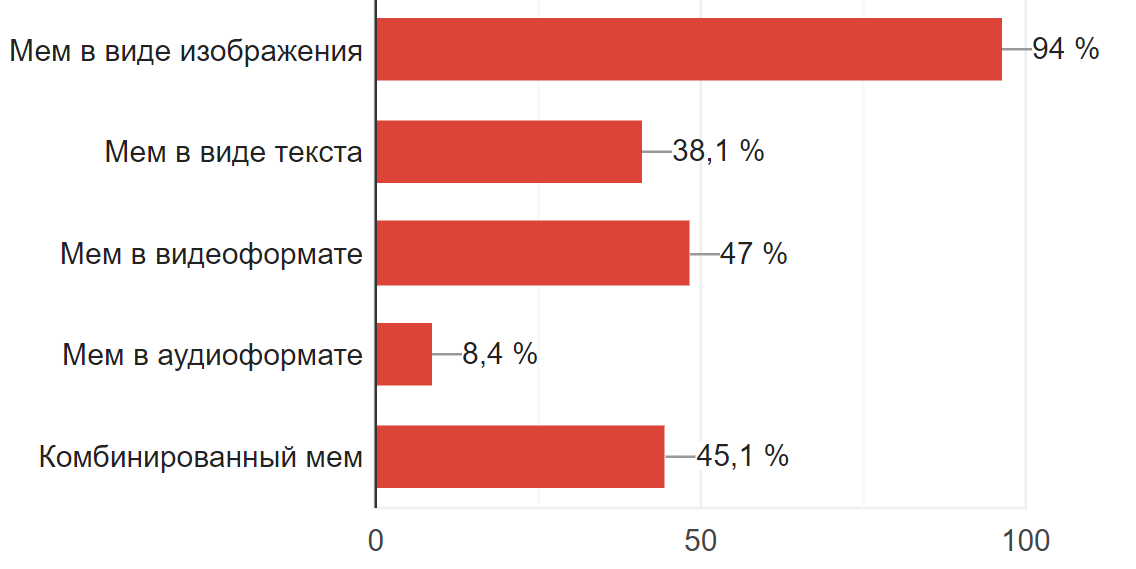 Мем в виде изображения 94 %
Мем в виде текста 38,1 %
Мем в видеоформате 47 %
Мем в аудиоформате 8,4 %
Комбинированный мем 45,1 %
0 50 100